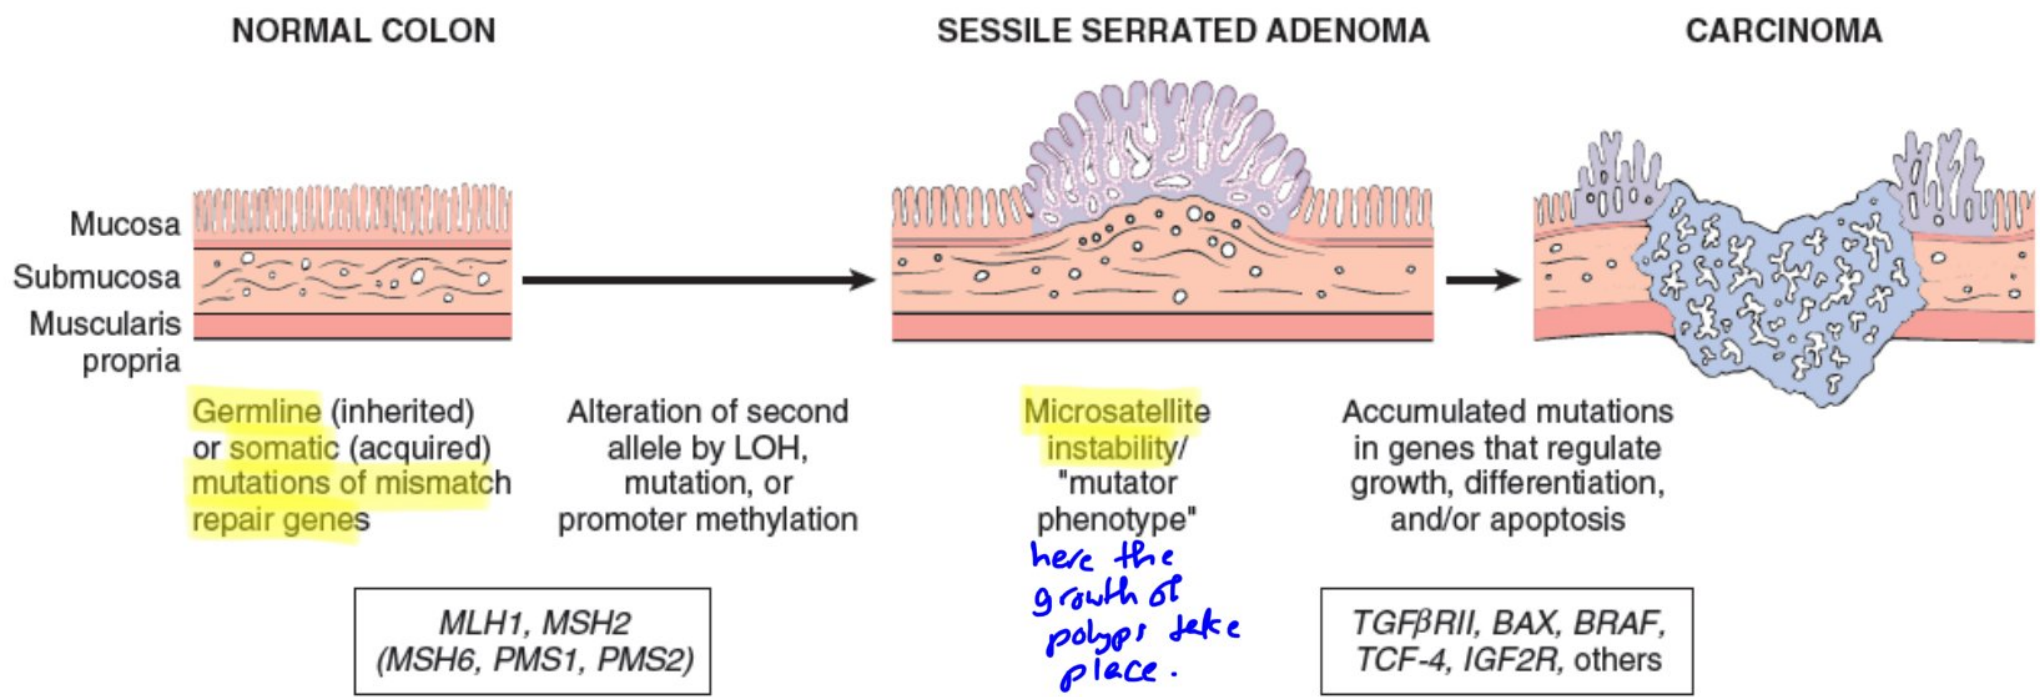 NORMAL COLON
SESSILE SERRATED ADENOMA
CARCINOMA
Mucosa
Submucosa
Muscularis
propria
Germline (inherited)
or somatic (acquired)
mutations of mismatch
repair genes
Alteration of second
allele by LOH,
mutation, or
promoter methylation
Microsatellite
instability/
"mutator
phenotype"
here the
growth of
polyps take
place.
Accumulated mutations
in genes that regulate
growth, differentiation,
and/or apoptosis
MLH1, MSH2
(MSH6, PMS1, PMS2)
TGFβRII, BAX, BRAF,
TCF-4, IGF2R, others